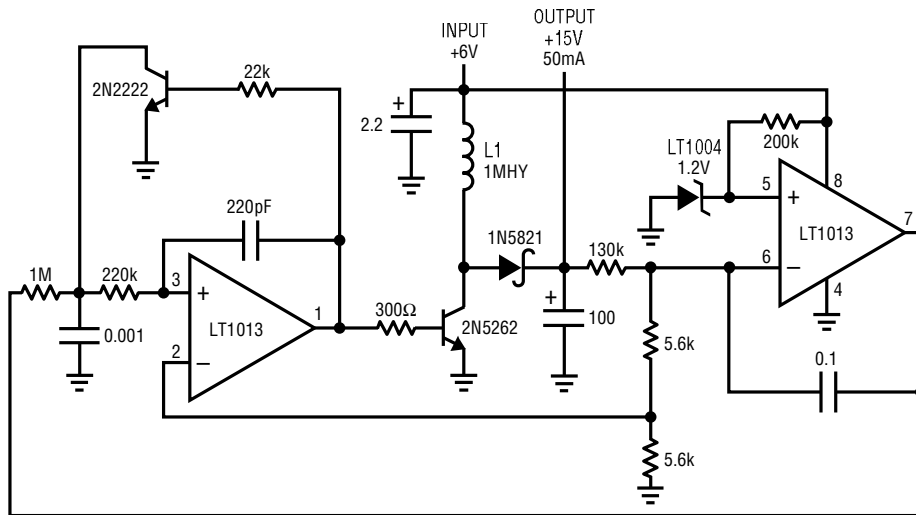 INPUT
+6V
OUTPUT
+15V
50mA
2N2222
22k
+
2.2
L1
1MHY
LT1004
1.2V
200k
5
+
8
LT1013
7
6
–
4
220pF
1N5821
130k
1M
220k
3
+
LT1013
1
2
–
0.001
300Ω
2N5262
+
100
5.6k
0.1
5.6k